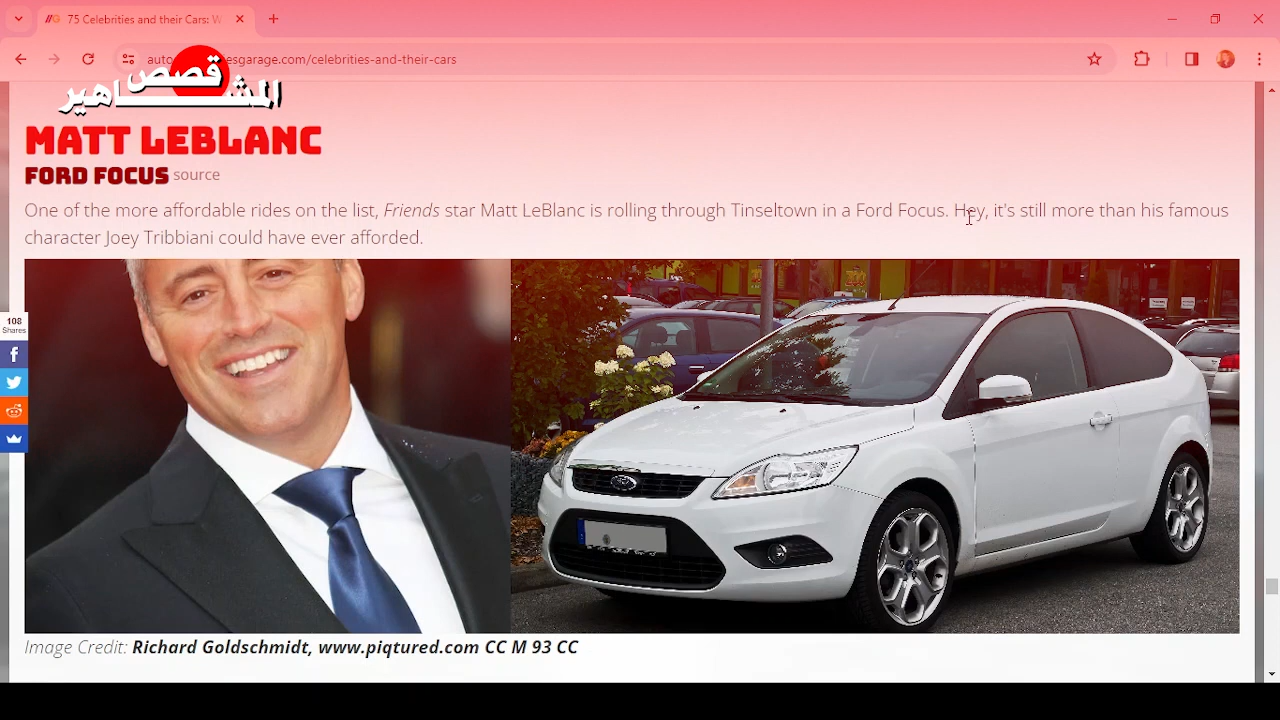 75 Celebrities and their Cars: W
esgarage.com/celebrities-and-their-cars
قصص
المشاهير
MATT LEBLANC
FORD FOCUS source
One of the more affordable rides on the list, Friends star Matt LeBlanc is rolling through Tinseltown in a Ford Focus. Hey, it's still more than his famous
character Joey Tribbiani could have ever afforded.
108
Shares
Image Credit: Richard Goldschmidt, www.piqtured.com CC M 93 CC